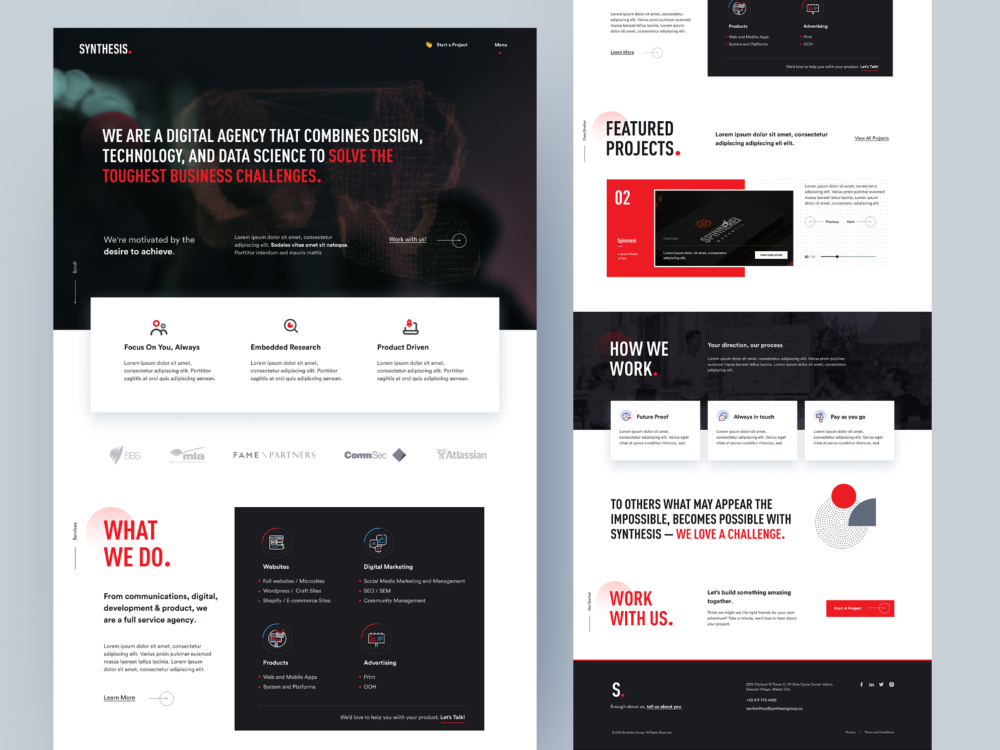 SYNTHESIS.
Start a Project
Menu
WE ARE A DIGITAL AGENCY THAT COMBINES DESIGN,
TECHNOLOGY, AND DATA SCIENCE TO SOLVE THE
TOUGHEST BUSINESS CHALLENGES.
We're motivated by the
desire to achieve.
Lorem ipsum dolor sit amet, consectetur
adipiscing elit. Sodales vitae amet sit natoque.
Porttitor interdum sed mauris mattis
Work with us!
Scroll
Focus On You, Always
Lorem ipsum dolor sit amet,
consectetur adipiscing elit. Porttitor
sagittis at orci quis adipiscing aenean.
Embedded Research
Lorem ipsum dolor sit amet,
consectetur adipiscing elit. Porttitor
sagittis at orci quis adipiscing aenean.
Product Driven
Lorem ipsum dolor sit amet,
consectetur adipiscing elit. Porttitor
sagittis at orci quis adipiscing aenean.
SBS
mla
FAME \ PARTNERS
CommSec
Atlassian
Services
WHAT
WE DO.
From communications, digital,
development & product, we
are a full service agency.
Lorem ipsum dolor sit amet, consectetur
adipiscing elit. Varius proin pulvinar
massa laoreet tellus lacinia. Lorem ipsum
dolor sit amet, consectetur adipiscing elit.
Learn More
Websites
Full websites / Microsites
Wordpress / Craft Sites
Shopify / E-commerce Sites
Digital Marketing
Social Media Marketing and Management
SEO / SEM
Community Management
Products
Web and Mobile Apps
System and Platforms
Advertising
Print
OOH
We'd love to help you with your product. Let's Talk!
Lorem ipsum dolor sit amet, consectetur
adipiscing elit. Varius proin pulvinar
massa laoreet tellus lacinia. Lorem ipsum
dolor sit amet, consectetur adipiscing elit.
Learn More
Products
Web and Mobile Apps
System and Platforms
Advertising
Print
OOH
We'd love to help you with your product. Let's Talk!
Case Studies
FEATURED
PROJECTS.
Lorem ipsum dolor sit amet, consectetur
adipiscing adipiscing eli elit.
View All Projects
02
Spinneri
Social Media
Print
Overview
Lorem ipsum dolor sit amet, consectetur
adipiscing elit.
VIEW CASE STUDY
Lorem ipsum dolor sit amet, consectetur
adipiscing elit. Varius proin pulvinar
massa laoreet tellus lacinia. Lorem ipsum
dolor sit amet, consectetur adipiscing elit.
Previous
Next
HOW WE
WORK.
Your direction, our process.
Lorem ipsum dolor sit amet, consectetur adipiscing elit. Varius proin pulvinar
euismod massa laoreet tellus lacinia. Lorem ipsum dolor sit amet, consectetur
adipiscing elit.
Future Proof
Lorem ipsum dolor sit amet,
consectetur adipiscing elit. Varius eget
vitae at purus curabitur rhoncus, sed.
Always in touch
Lorem ipsum dolor sit amet,
consectetur adipiscing elit. Varius eget
vitae at purus curabitur rhoncus, sed.
Pay as you go
Lorem ipsum dolor sit amet,
consectetur adipiscing elit. Varius eget
vitae at purus curabitur rhoncus, sed.
TO OTHERS WHAT MAY APPEAR THE
IMPOSSIBLE, BECOMES POSSIBLE WITH
SYNTHESIS — WE LOVE A CHALLENGE.
Get Started
WORK
WITH US.
Let's build something amazing
together.
Think we might we the right friends for your next
adventure? Take a minute, we'd love to hear about
your project.
Start A Project
S.
Enough about us, tell us about you.
+63 917 773 4225
workwithus@synthesisgroup.co
Privacy | Terms and Conditions